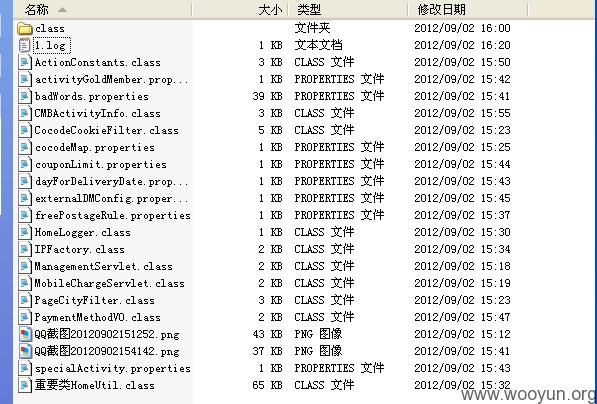 名称 大小 类型 修改日期
class 文件夹 2012/09/02 16:00
1.log 1 KB 文本文档 2012/09/02 16:20
ActionConstants.class 3 KB CLASS 文件 2012/09/02 15:50
activityGoldMember.prop... 1 KB PROPERTIES 文件 2012/09/02 15:42
badWords.properties 39 KB PROPERTIES 文件 2012/09/02 15:41
CMBActivityInfo.class 3 KB CLASS 文件 2012/09/02 15:55
CocodeCookieFilter.class 5 KB CLASS 文件 2012/09/02 15:23
cocodeMap.properties 1 KB PROPERTIES 文件 2012/09/02 15:25
couponLimit.properties 1 KB PROPERTIES 文件 2012/09/02 15:44
dayForDeliveryDate.prop... 1 KB PROPERTIES 文件 2012/09/02 15:43
externalDMConfig.proper... 1 KB PROPERTIES 文件 2012/09/02 15:45
freePostageRule.properties 1 KB PROPERTIES 文件 2012/09/02 15:37
HomeLogger.class 1 KB CLASS 文件 2012/09/02 15:30
IPFactory.class 2 KB CLASS 文件 2012/09/02 15:34
ManagementServlet.class 2 KB CLASS 文件 2012/09/02 15:18
MobileChargeServlet.class 2 KB CLASS 文件 2012/09/02 15:19
PageCityFilter.class 3 KB CLASS 文件 2012/09/02 15:23
PaymentMethodVO.class 2 KB CLASS 文件 2012/09/02 15:47
QQ截图20120902151252.png 43 KB PNG 图像 2012/09/02 15:12
QQ截图20120902154142.png 37 KB PNG 图像 2012/09/02 15:41
specialActivity.properties 1 KB PROPERTIES 文件 2012/09/02 15:43
重要类HomeUtil.class 65 KB CLASS 文件 2012/09/02 15:32
www.wooyun.org